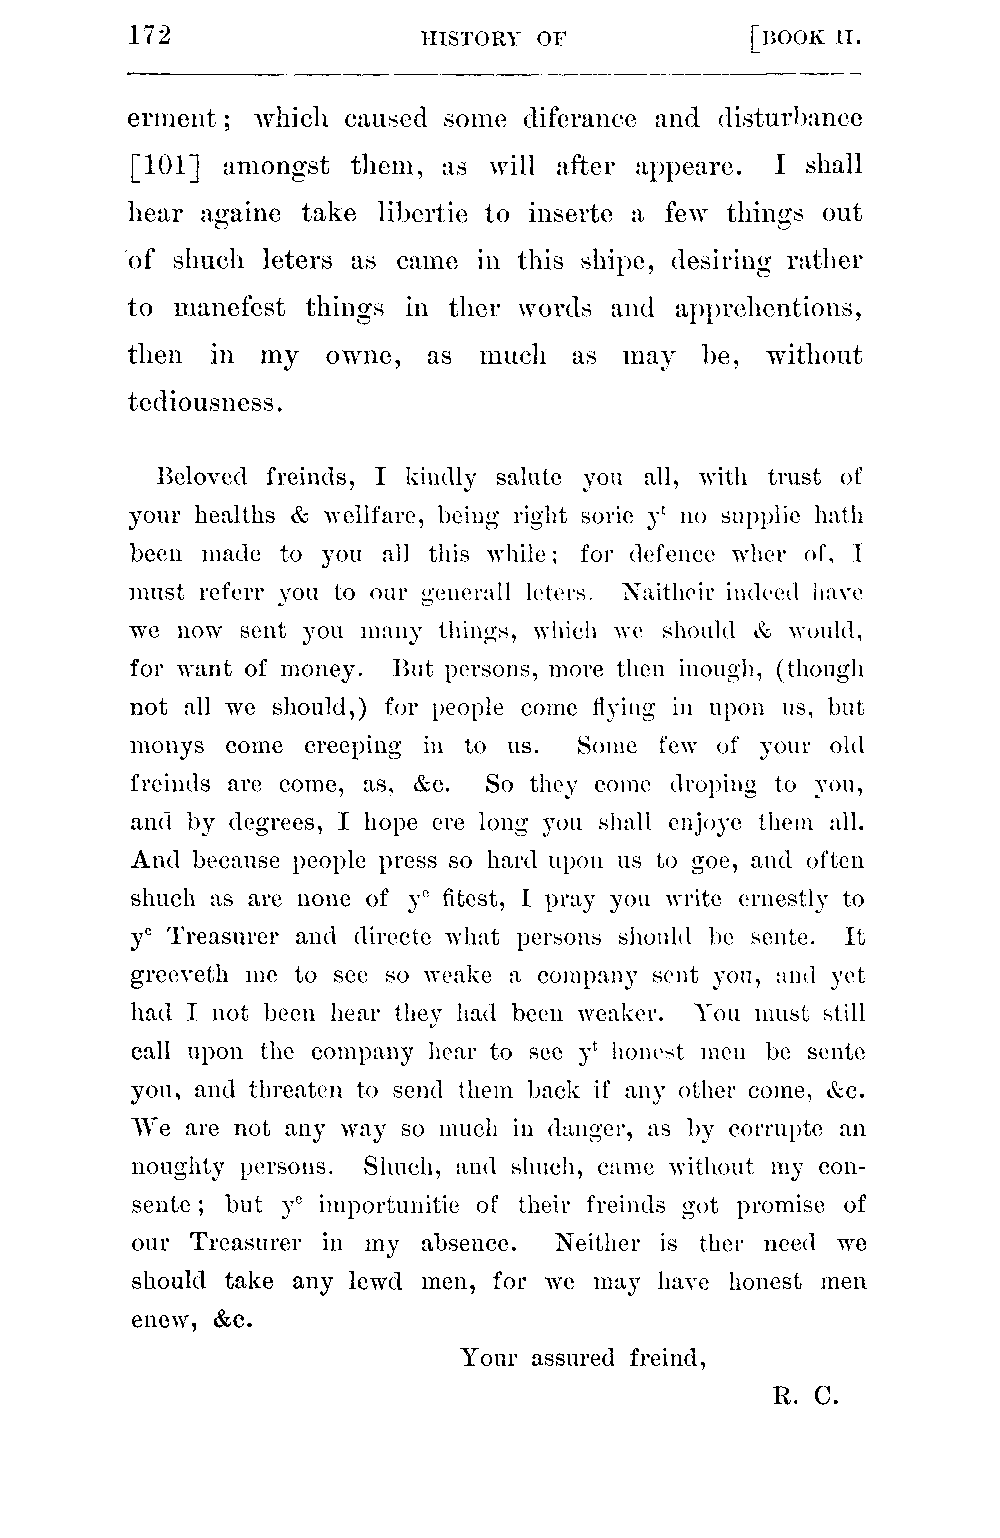 172 HISTORY OF [BOOK II.
erment; which caused some diferance and disturbance
[101] amongst them, as will after appeare. I shall
hear againe take libertie to inserte a few things out
of shuch leters as came in this shipe, desiring rather
to manefest things in ther words and apprehentions,
then in my owne, as much as may be, without
tediousness.
Beloved freinds, I kindly salute you all, with trust of
your healths & wellfare, being right sorie yᵗ no supplie hath
been made to you all this while; for defence wher of, I
must referr you to our generall leters. Naitheir indeed have
we now sent you many things, which we should & would,
for want of money. But persons, more then inough, (though
not all we should,) for people come flying in upon us, but
monys come creeping in to us. Some few of your old
freinds are come, as, &c. So they come droping to you,
and by degrees, I hope ere long you shall enjoye them all.
And because people press so hard upon us to goe, and often
shuch as are none of yᵉ fitest, I pray you write ernestly to
yᵉ Treasurer and directe what persons should be sente. It
greeveth me to see so weake a company sent you, and yet
had I not been hear they had been weaker. You must still
call upon the company hear to see yᵗ honest men be sente
you, and threaten to send them back if any other come, &c.
We are not any way so much in danger, as by corrupte an
noughty persons. Shuch, and shuch, came without my con-
sente; but yᵉ importunitie of their freinds got promise of
our Treasurer in my absence. Neither is ther need we
should take any lewd men, for we may have honest men
enew, &c.
Your assured freind,
R. C.